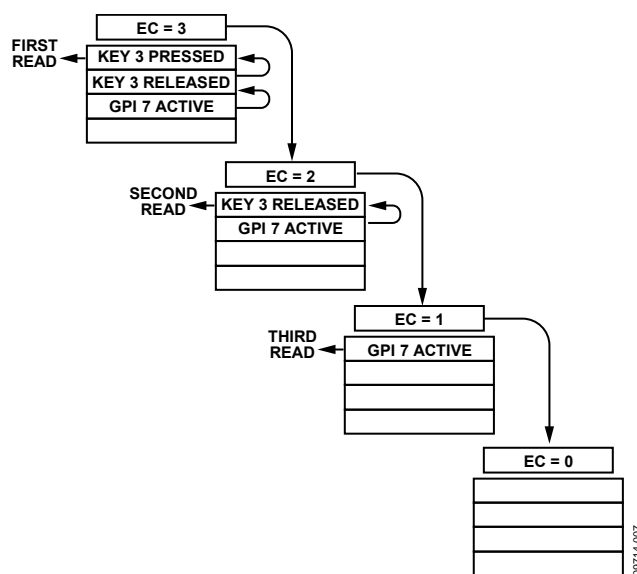 EC = 3
FIRST
READ
KEY 3 PRESSED
KEY 3 RELEASED
GPI 7 ACTIVE
EC = 2
SECOND
READ
KEY 3 RELEASED
GPI 7 ACTIVE
EC = 1
THIRD
READ
GPI 7 ACTIVE
EC = 0